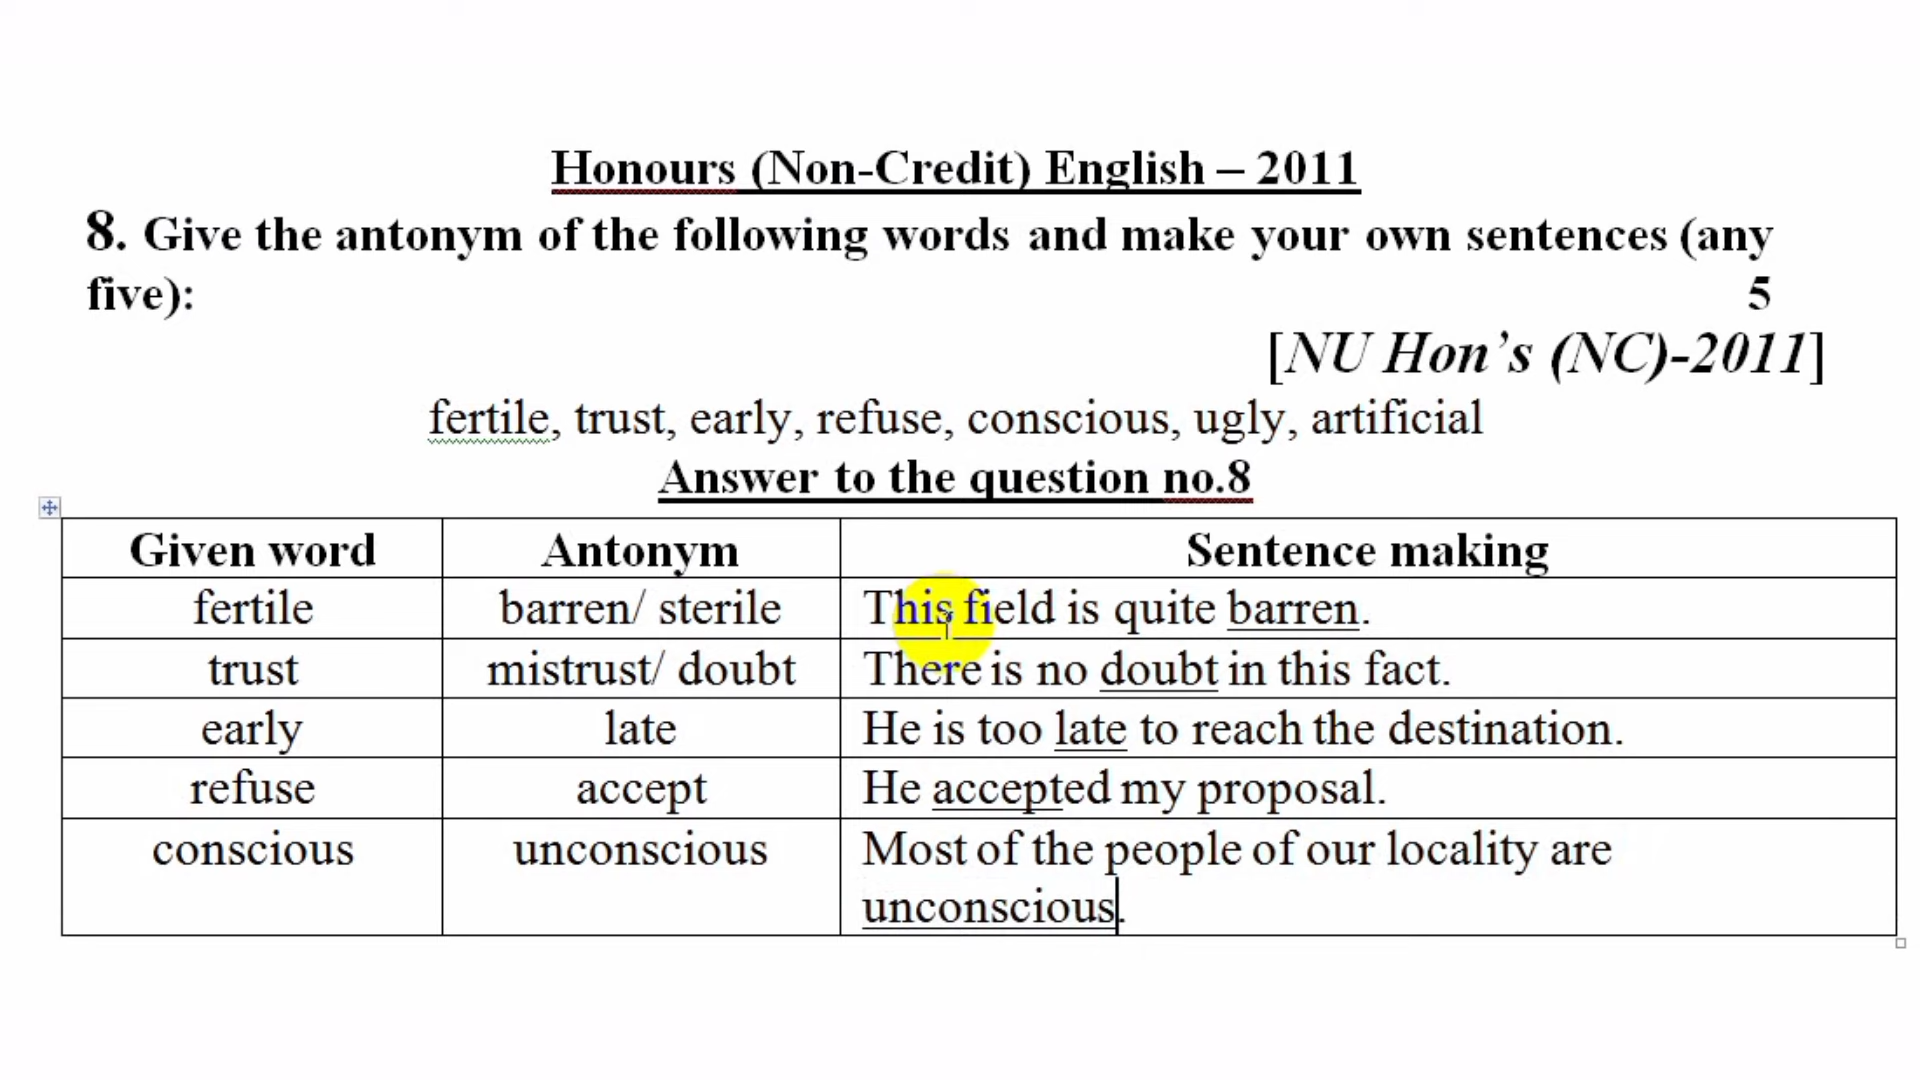 Honours (Non-Credit) English – 2011
8. Give the antonym of the following words and make your own sentences (any
five): 5
[NU Hon’s (NC)-2011]
fertile, trust, early, refuse, conscious, ugly, artificial
Answer to the question no.8
Given word Antonym Sentence making
fertile barren/ sterile This field is quite barren.
trust mistrust/ doubt There is no doubt in this fact.
early late He is too late to reach the destination.
refuse accept He accepted my proposal.
conscious unconscious Most of the people of our locality are
unconscious.